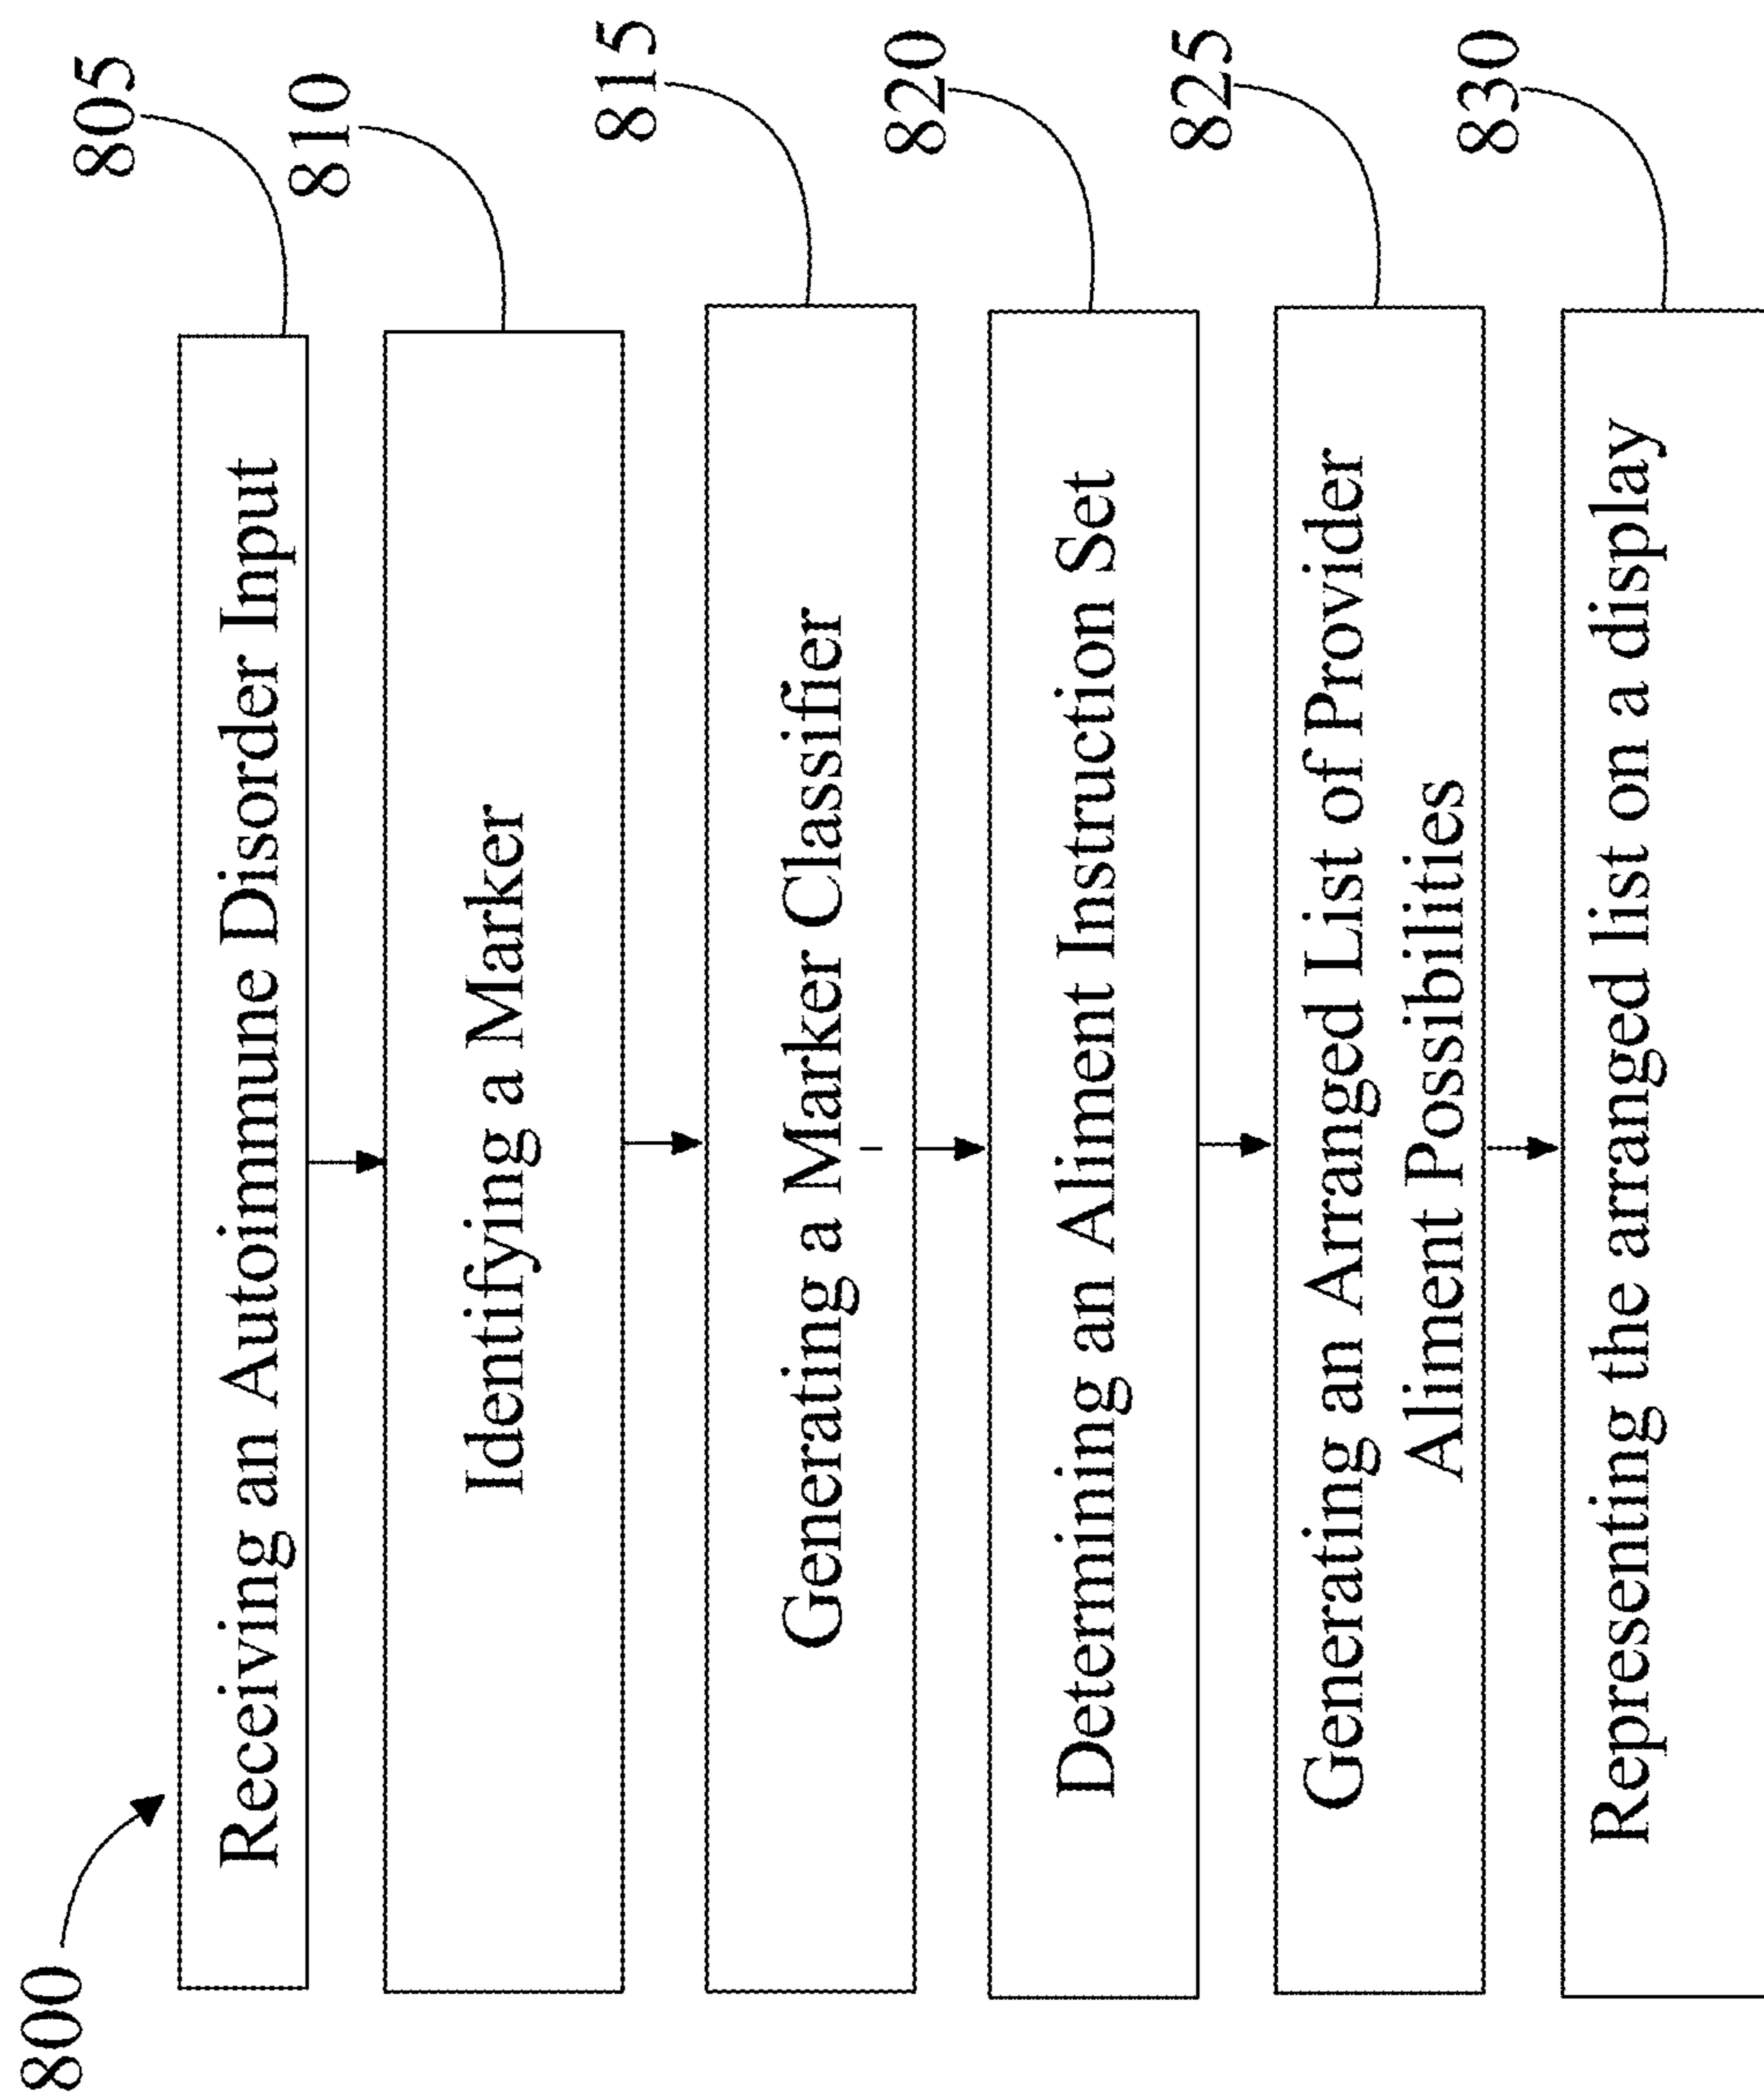 800
805
Receiving an Autoimmune Disorder Input
810
Identifying a Marker
815
Generating a Marker Classifier
820
Determining an Aliment Instruction Set
825
Generating an Arranged List of Provider
Aliment Possibilities
830
Representing the arranged list on a display